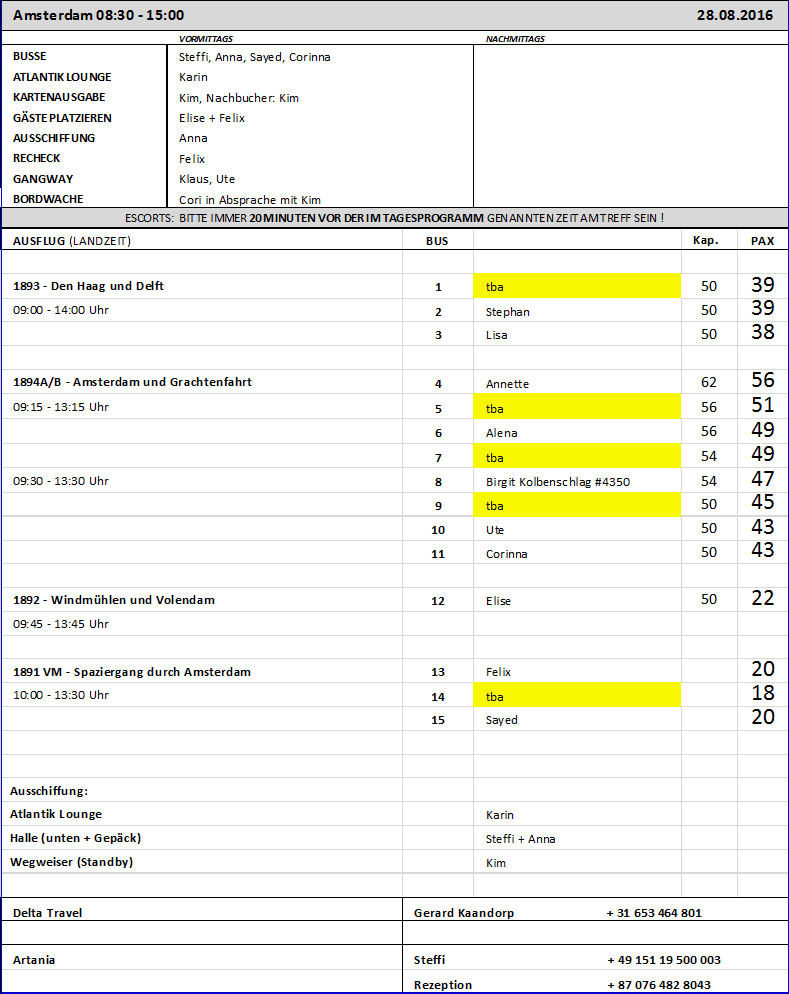 Amsterdam 08:30 - 15:00 28.08.2016
VORMITTAGS NACHMITTAGS
BUSSE Steffi, Anna, Sayed, Corinna
ATLANTIK LOUNGE Karin
KARTENAUSGABE Kim, Nachbucher: Kim
GÄSTE PLATZIEREN Elise + Felix
AUSSCHIFFUNG Anna
RECHECK Felix
GANGWAY Klaus, Ute
BORDWACHE Cori in Absprache mit Kim
ESCORTS: BITTE IMMER 20 MINUTEN VOR DER IM TAGESPROGRAMM GENANNTEN ZEIT AM TREFF SEIN !
AUSFLUG (LANDZEIT) BUS Kap. PAX
1893 - Den Haag und Delft 1 tba 50 39
09:00 - 14:00 Uhr 2 Stephan 50 39
3 Lisa 50 38
1894A/B - Amsterdam und Grachtenfahrt 4 Annette 62 56
09:15 - 13:15 Uhr 5 tba 56 51
6 Alena 56 49
7 tba 54 49
09:30 - 13:30 Uhr 8 Birgit Kolbenschlag #4350 54 47
9 tba 50 45
10 Ute 50 43
11 Corinna 50 43
1892 - Windmühlen und Volendam 12 Elise 50 22
09:45 - 13:45 Uhr
1891 VM - Spaziergang durch Amsterdam 13 Felix 20
10:00 - 13:30 Uhr 14 tba 18
15 Sayed 20
Ausschiffung:
Atlantik Lounge Karin
Halle (unten + Gepäck) Steffi + Anna
Wegweiser (Standby) Kim
Delta Travel Gerard Kaandorp + 31 653 464 801
Artania Steffi + 49 151 19 500 003
Rezeption + 87 076 482 8043